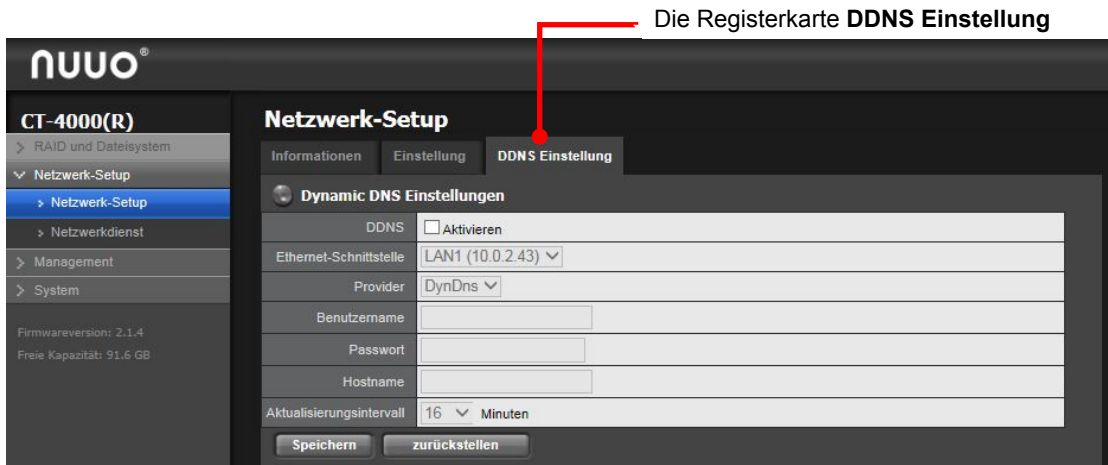 Die Registerkarte DDNS Einstellung
nuuo®
CT-4000(R)
RAID und Dateisystem
Netzwerk-Setup
Netzwerk-Setup
Netzwerkdienst
Management
System
Firmwareversion: 2.1.4
Freie Kapazität: 91.6 GB
Netzwerk-Setup
Informationen Einstellung DDNS Einstellung
Dynamic DNS Einstellungen
DDNS Aktivieren
Ethernet-Schnittstelle LAN1 (10.0.2.43)
Provider DynDns
Benutzername
Passwort
Hostname
Aktualisierungsintervall 16 Minuten
Speichern zurückstellen